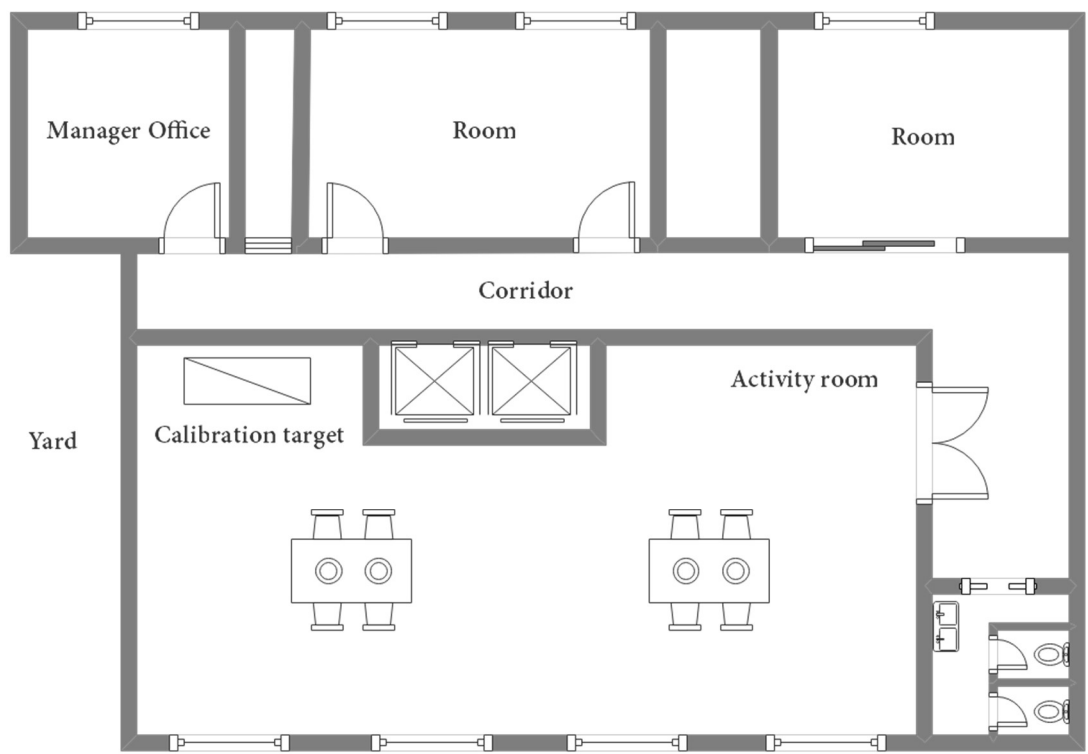 Manager Office
Room
Room
Corridor
Activity room
Calibration target
Yard